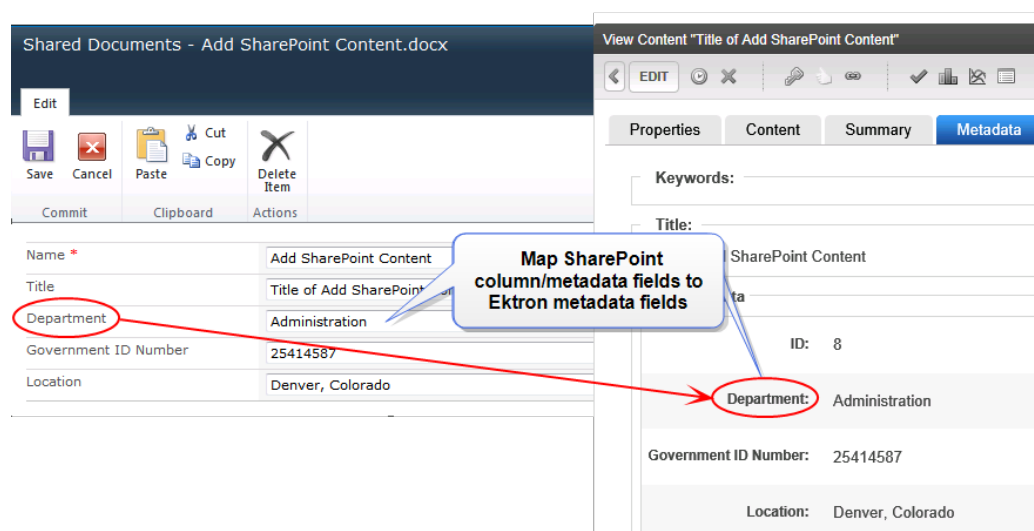 Shared Documents - Add SharePoint Content.docx
Edit
Save
Cancel
Paste
Cut
Copy
Delete
Item
Commit
Clipboard
Actions
Name *
Add SharePoint Content
Title
Title of Add SharePoint
Department
Administration
Government ID Number
25414587
Location
Denver, Colorado
Map SharePoint
column/metadata fields to
Ektron metadata fields
View Content "Title of Add SharePoint Content"
EDIT
Properties
Content
Summary
Metadata
Keywords:
Title:
SharePoint Content
ID:
8
Department:
Administration
Government ID Number:
25414587
Location:
Denver, Colorado